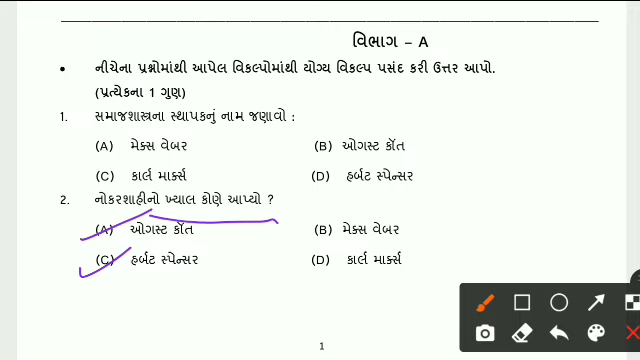 વિભાગ – A
• નીચેના પ્રશ્નોમાંથી આપેલ વિકલ્પોમાંથી યોગ્ય વિકલ્પ પસંદ કરી ઉત્તર આપો.
(પ્રત્યેકના 1 ગુણ)
1. સમાજશાસ્ત્રના સ્થાપકનું નામ જણાવો :
(A) મેક્સ વેબર (B) ઓગસ્ટ કૉંત
(C) કાર્લ માર્ક્સ (D) હર્બટ સ્પેન્સર
2. નોકરશાહીનો ખ્યાલ કોણે આપ્યો ?
(A) ઓગસ્ટ કૉંત (B) મેક્સ વેબર
(C) હર્બટ સ્પેન્સર (D) કાર્લ માર્ક્સ
1